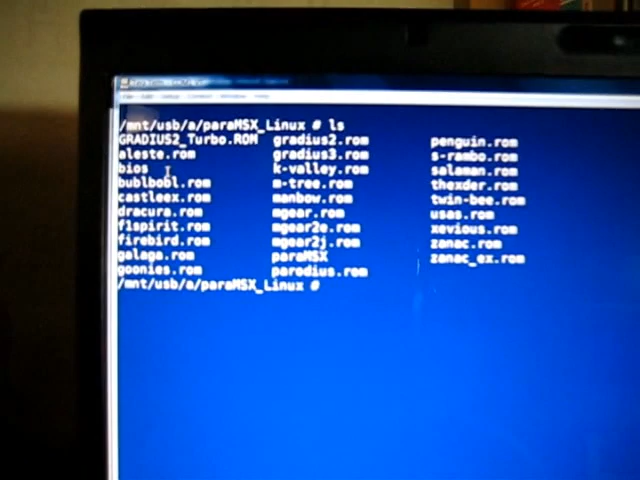 /mnt/usb/a/paraMSX_Linux # ls
GRADIUS2_Turbo.ROM gradius2.rom penguin.rom
aleste.rom gradius3.rom s-rambo.rom
bios k-valley.rom salaman.rom
bublbobl.rom m-tree.rom thexder.rom
castleex.rom manbow.rom twin-bee.rom
dracura.rom mgear.rom usas.rom
f1spirit.rom mgear2e.rom xevious.rom
firebird.rom mgear2j.rom zanac.rom
galaga.rom paraMSX zanac_ex.rom
goonies.rom parodius.rom
/mnt/usb/a/paraMSX_Linux #